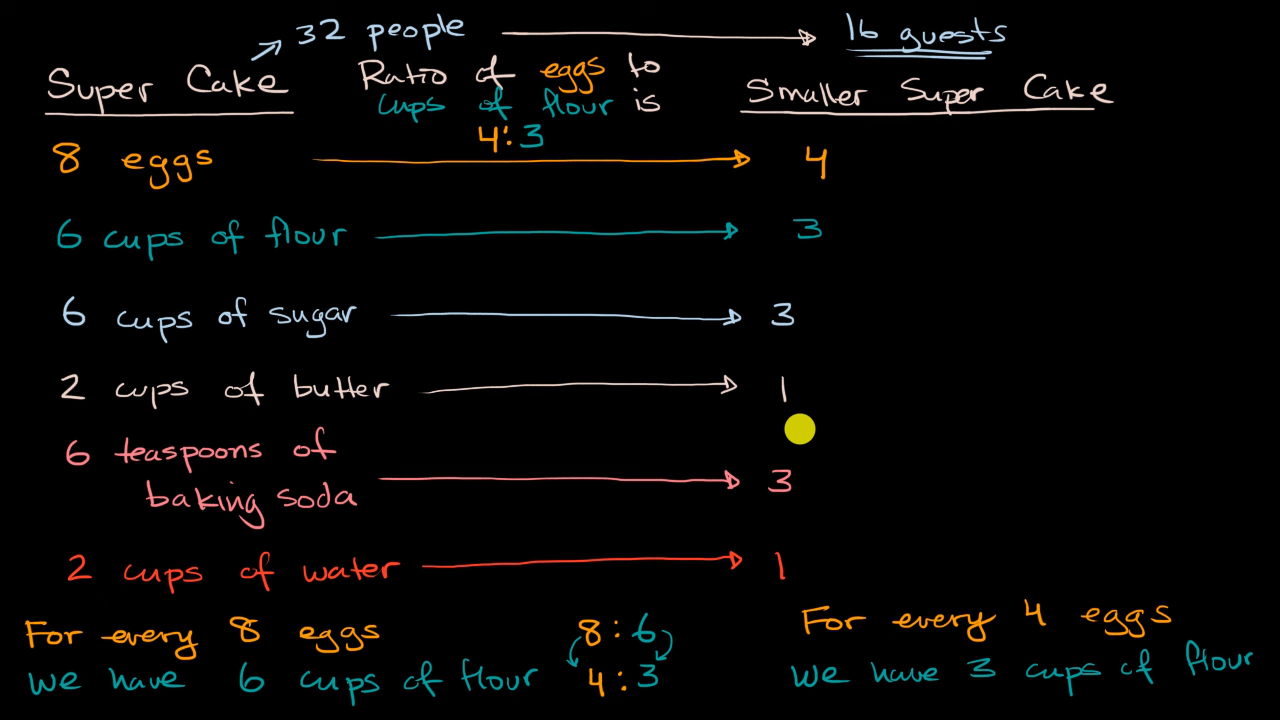 32 people 16 guests
Super Cake Ratio of eggs to Smaller Super Cake
cups of flour is
4:3
8 eggs 4
6 cups of flour 3
6 cups of sugar 3
2 cups of butter 1
6 teaspoons of
baking soda 3
2 cups of water 1
For every 8 eggs 8:6 For every 4 eggs
we have 6 cups of flour 4:3 we have 3 cups of flour